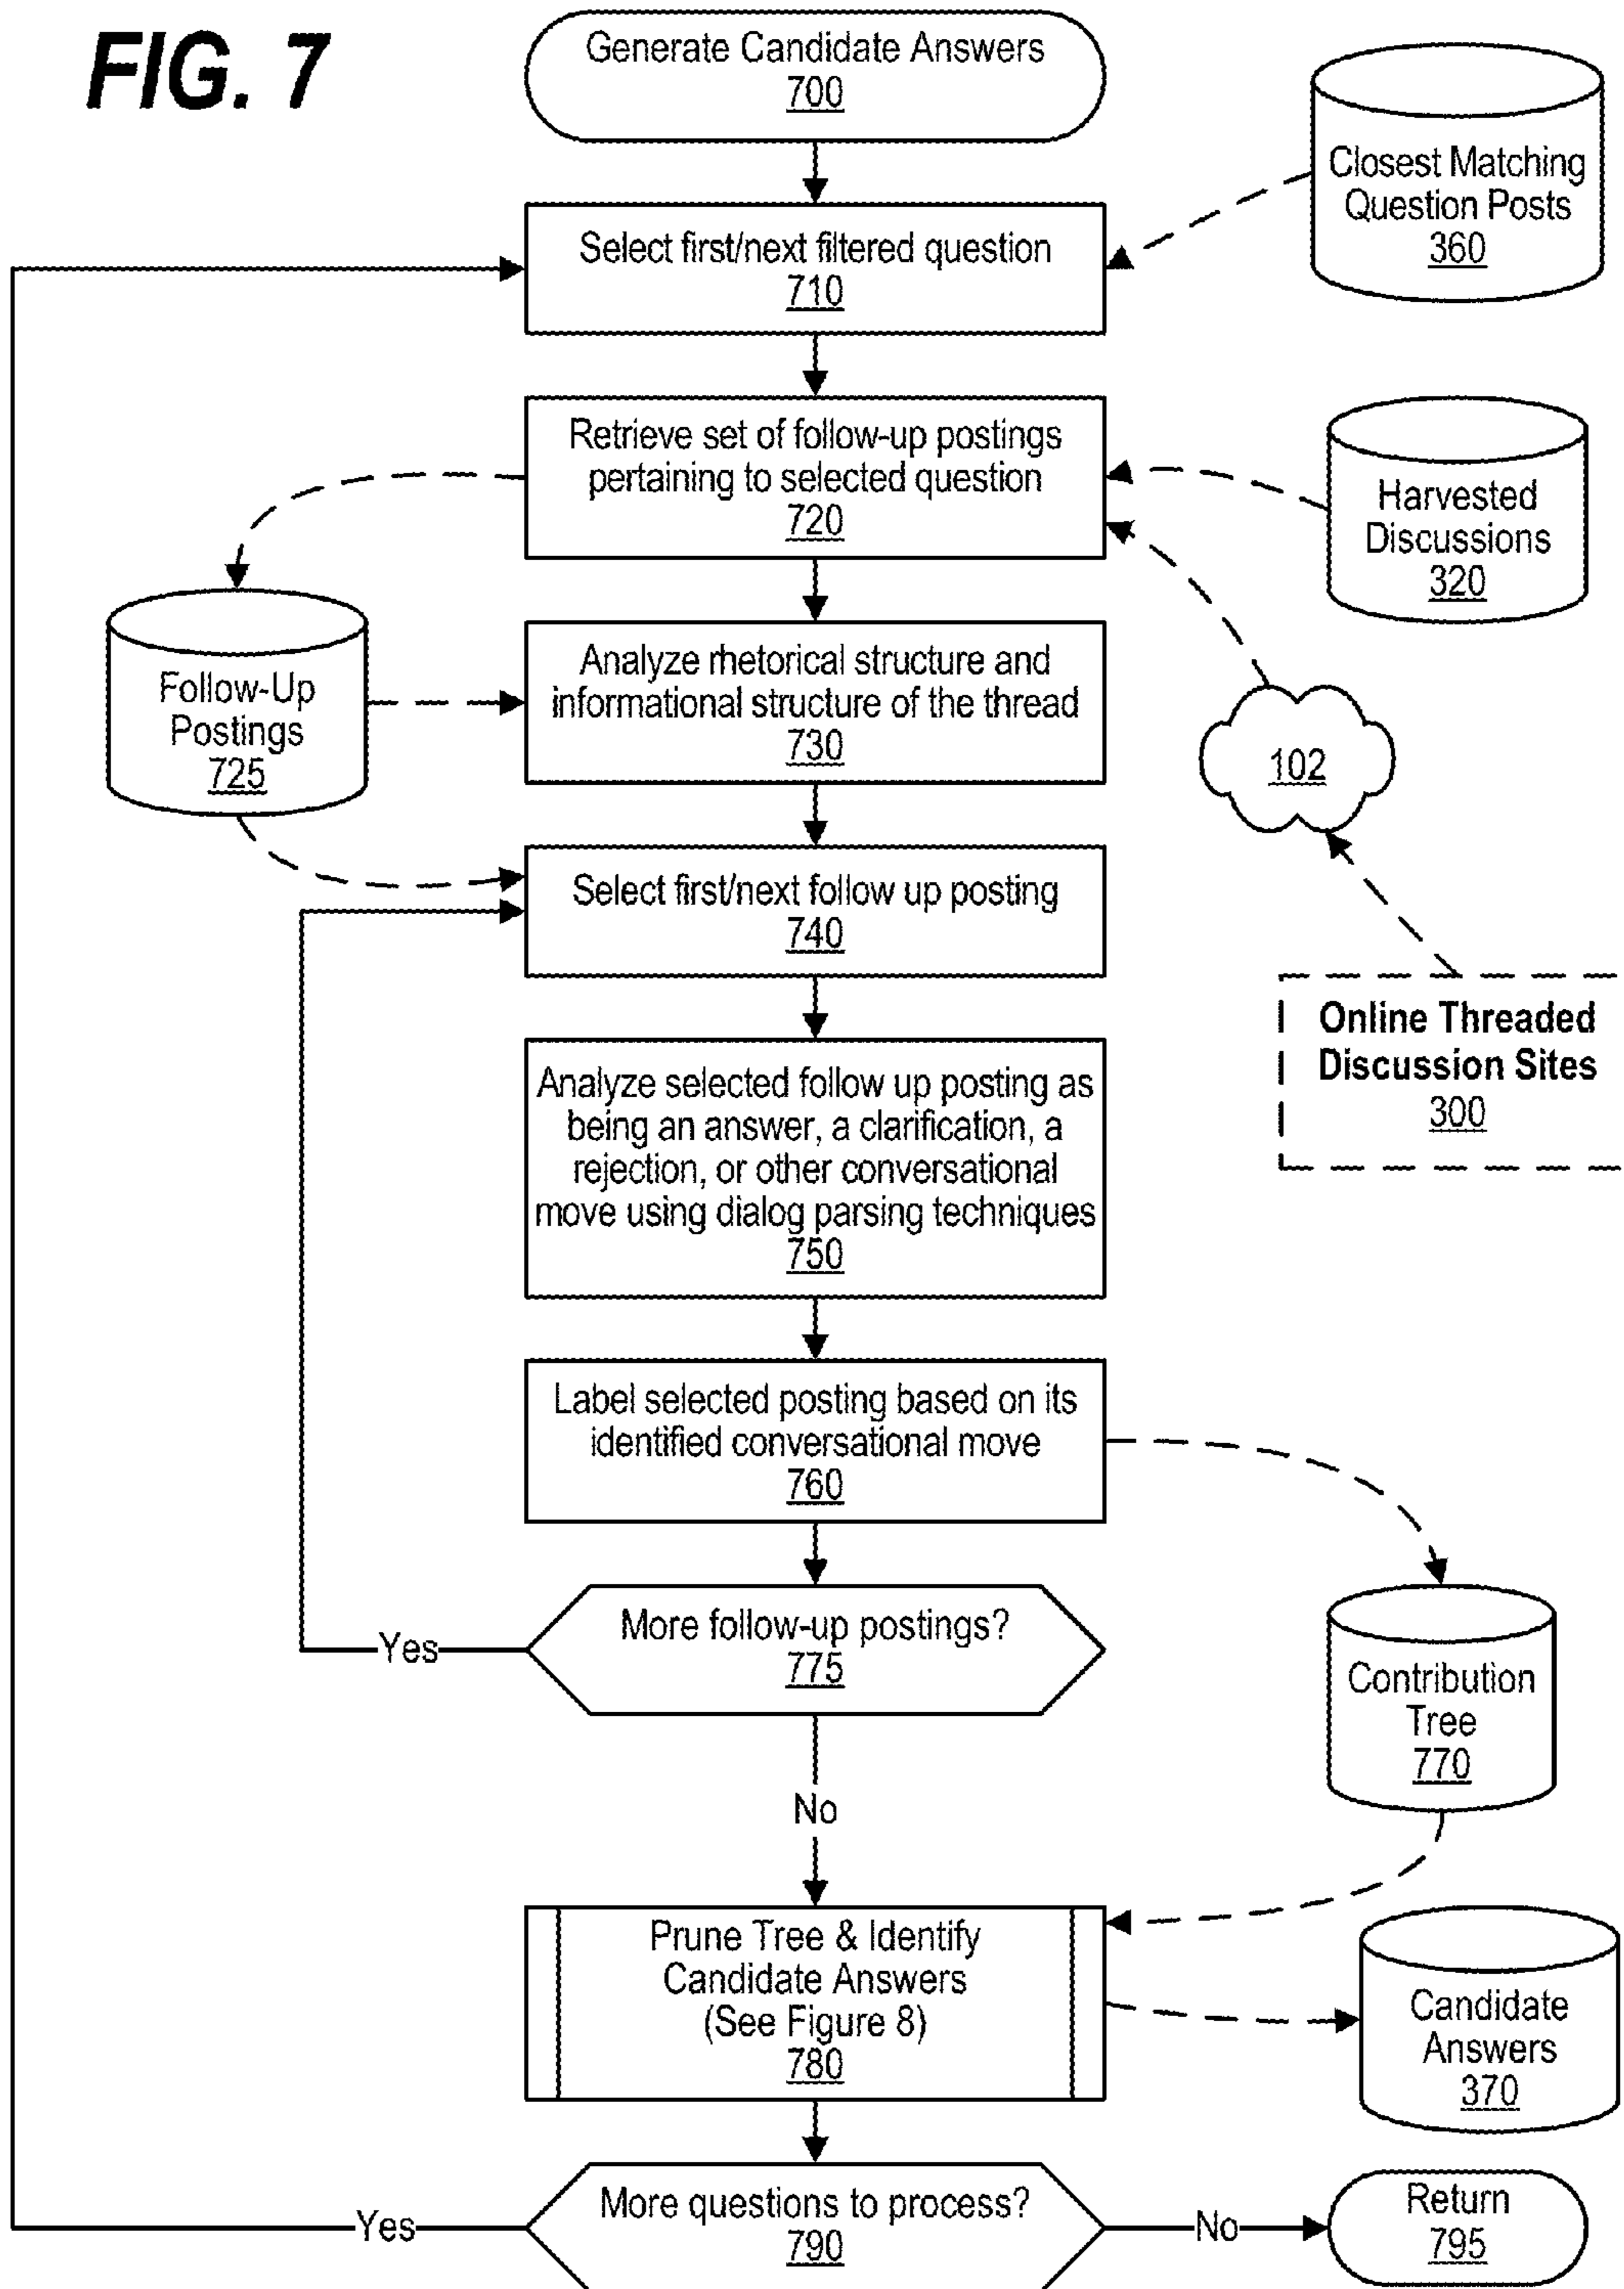 FIG. 7
Generate Candidate Answers
700
Closest Matching
Question Posts
360
Select first/next filtered question
710
Retrieve set of follow-up postings
pertaining to selected question
720
Harvested
Discussions
320
Follow-Up
Postings
725
Analyze rhetorical structure and
informational structure of the thread
730
102
Select first/next follow up posting
740
Online Threaded
Discussion Sites
300
Analyze selected follow up posting as
being an answer, a clarification, a
rejection, or other conversational
move using dialog parsing techniques
750
Label selected posting based on its
identified conversational move
760
More follow-up postings?
775
Yes
No
Contribution
Tree
770
Prune Tree & Identify
Candidate Answers
(See Figure 8)
780
Candidate
Answers
370
More questions to process?
790
Yes
No
Return
795